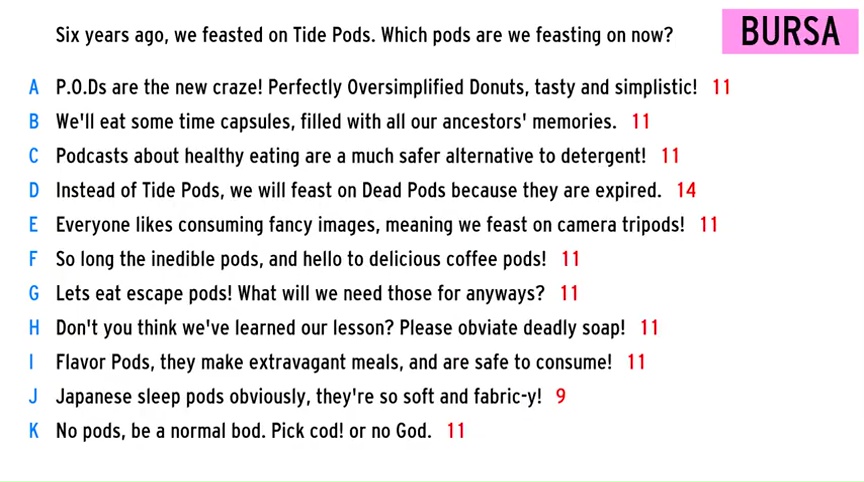 Six years ago, we feasted on Tide Pods. Which pods are we feasting on now?
BURSA
A P.O.Ds are the new craze! Perfectly Oversimplified Donuts, tasty and simplistic! 11
B We'll eat some time capsules, filled with all our ancestors' memories. 11
C Podcasts about healthy eating are a much safer alternative to detergent! 11
D Instead of Tide Pods, we will feast on Dead Pods because they are expired. 14
E Everyone likes consuming fancy images, meaning we feast on camera tripods! 11
F So long the inedible pods, and hello to delicious coffee pods! 11
G Lets eat escape pods! What will we need those for anyways? 11
H Don't you think we've learned our lesson? Please obviate deadly soap! 11
I Flavor Pods, they make extravagant meals, and are safe to consume! 11
J Japanese sleep pods obviously, they're so soft and fabric-y! 9
K No pods, be a normal bod. Pick cod! or no God. 11